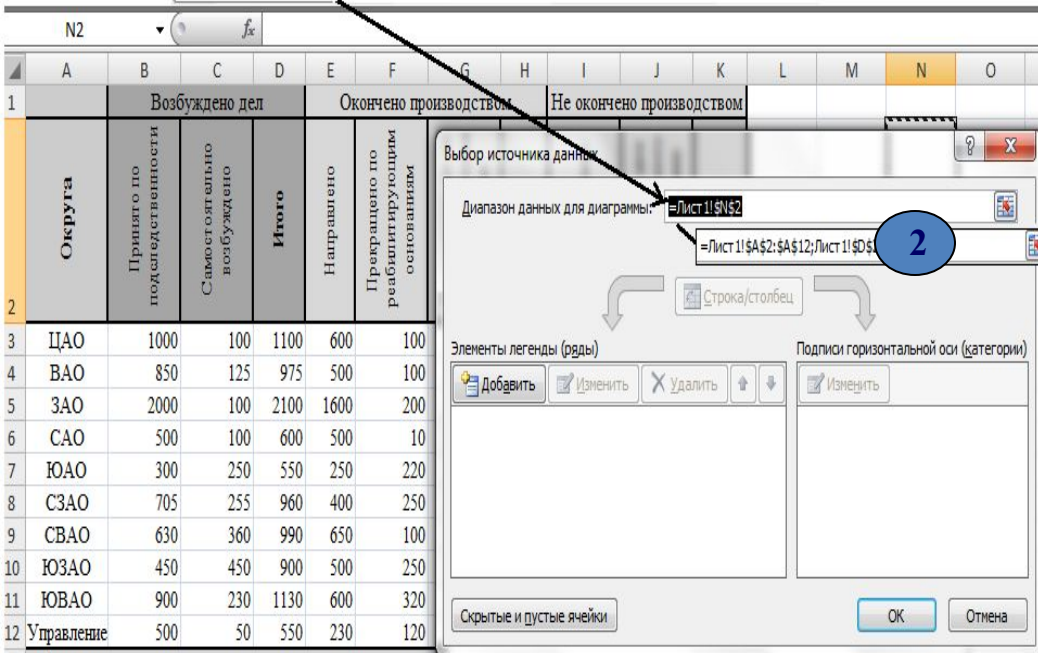 N2 fx
A B C D E F G H I J K L M N O
1 Возбуждено дел Окончено производством Не окончено производством
2 Округа
Принято по
подследственности
Самостоятельно
возбуждено
Итого
Направлено
Прекращено по
реабилитирующим
основаниям
3 ЦАО 1000 100 1100 600 100
4 ВАО 850 125 975 500 100
5 ЗАО 2000 100 2100 1600 200
6 САО 500 100 600 500 10
7 ЮАО 300 250 550 250 220
8 СЗАО 705 255 960 400 250
9 СВАО 630 360 990 650 100
10 ЮЗАО 450 450 900 500 250
11 ЮВАО 900 230 1130 600 320
12 Управление 500 50 550 230 120
Выбор источника данных
Диапазон данных для диаграммы: =Лист1!$N$2
=Лист1!$A$2:$A$12;Лист1!$D$
2
Строка/столбец
Элементы легенды (ряды)
Добавить Изменить Удалить
Подписи горизонтальной оси (категории)
Изменить
Скрытые и пустые ячейки
ОК Отмена